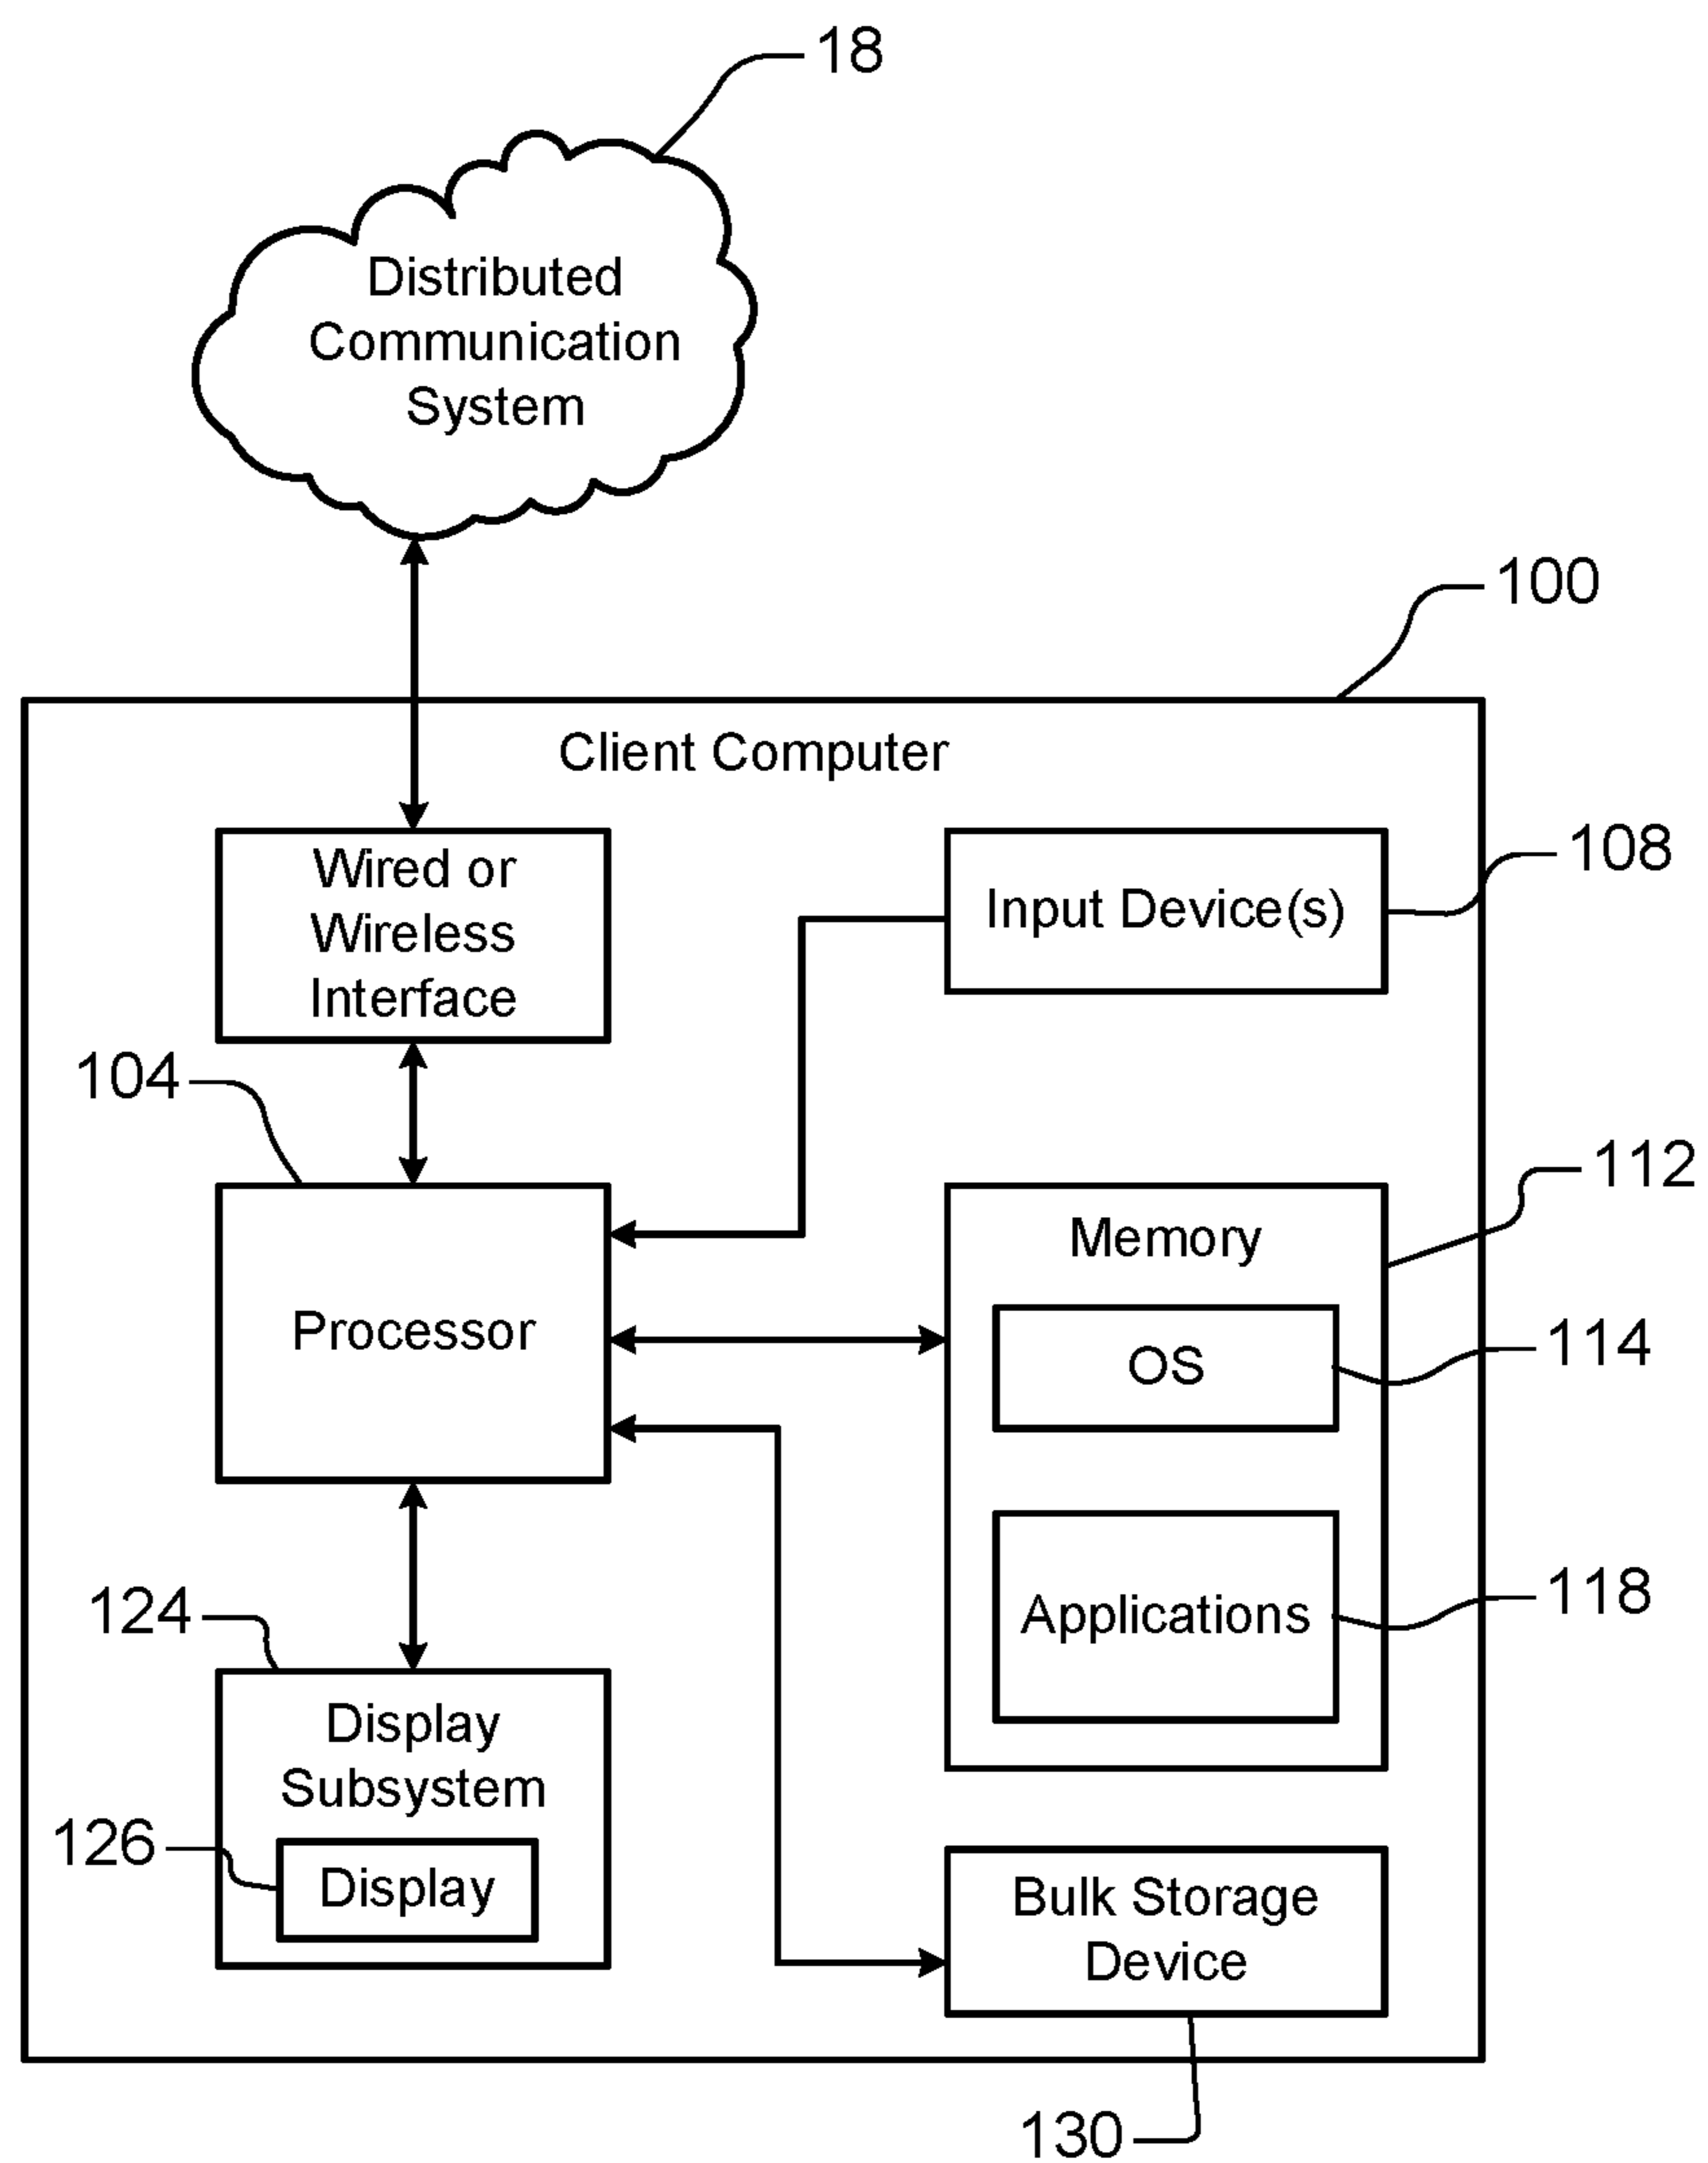 18
Distributed
Communication
System
100
Client Computer
Wired or
Wireless
Interface
Input Device(s)
108
104
Processor
Memory
112
OS
114
Applications
118
124
Display
Subsystem
126
Display
Bulk Storage
Device
130